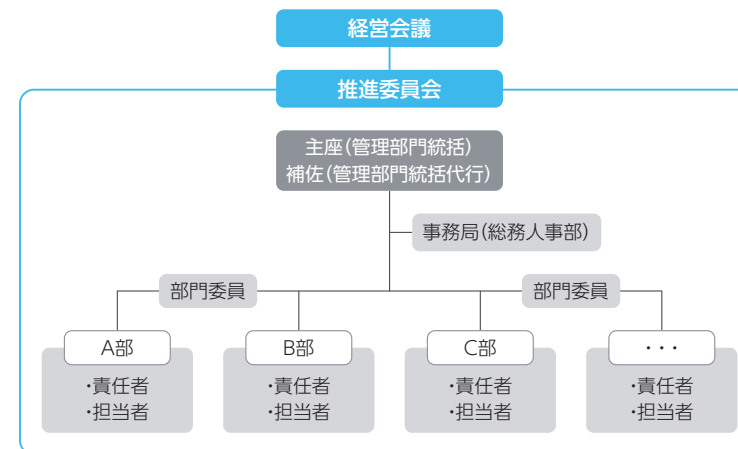 経営会議
推進委員会
主座(管理部門統括)
補佐(管理部門統括代行)
事務局(総務人事部)
部門委員
部門委員
A部
B部
C部
・・・
・責任者
・担当者
・責任者
・担当者
・責任者
・担当者
・責任者
・担当者